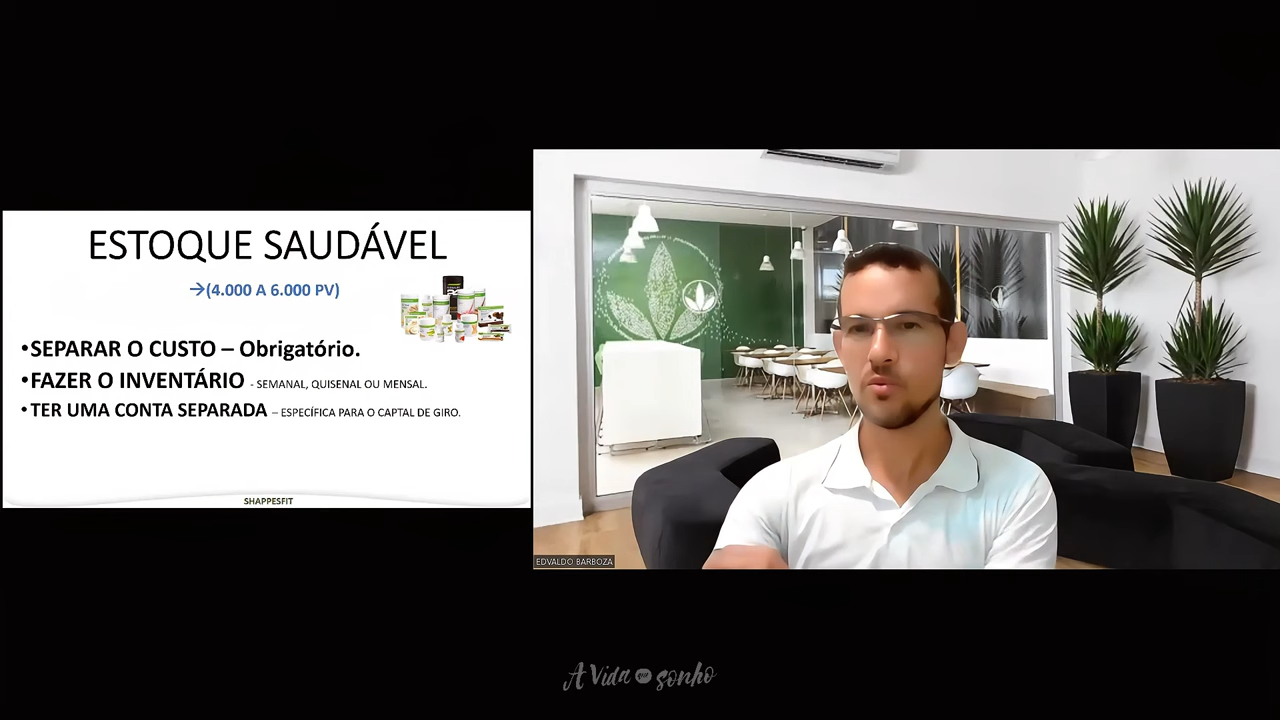 ESTOQUE SAUDÁVEL
→(4.000 A 6.000 PV)
•SEPARAR O CUSTO – Obrigatório.
•FAZER O INVENTÁRIO - SEMANAL, QUISENAL OU MENSAL.
•TER UMA CONTA SEPARADA – ESPECÍFICA PARA O CAPTAL DE GIRO.
SHAPPESFIT
EDVALDO BARBOZA
A Vida que sonho